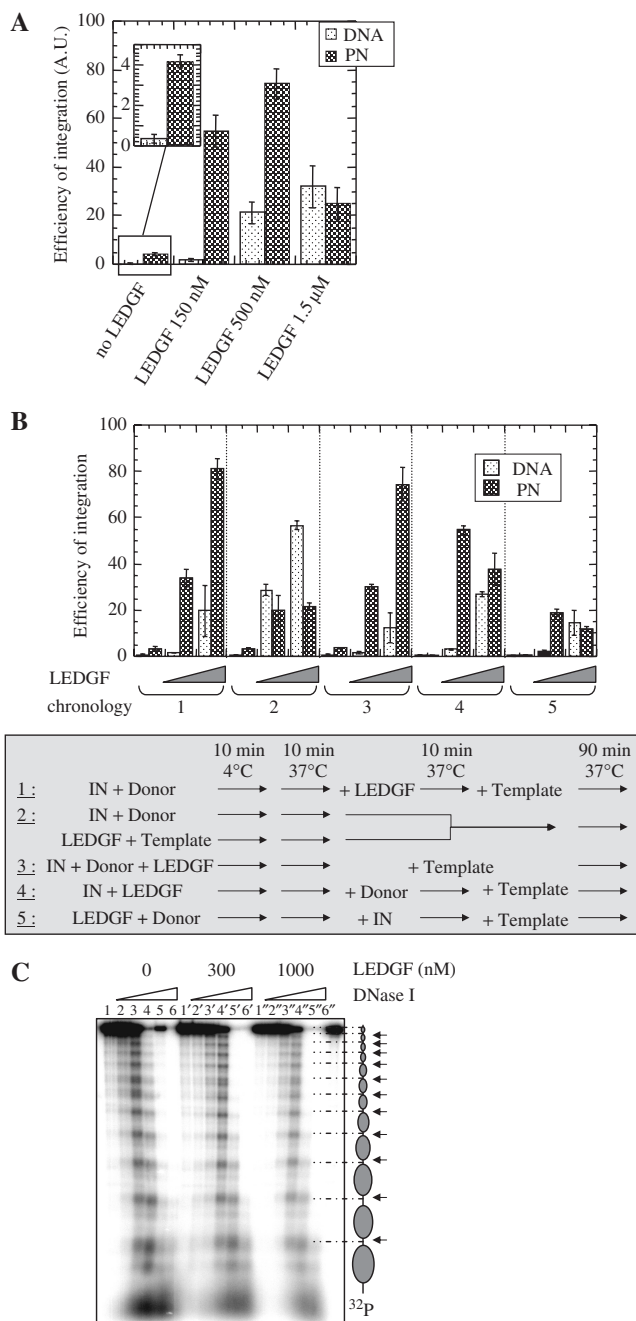 A
Efficiency of integration (A.U.)
100
80
60
40
20
0
4
2
0
DNA
PN
no LEDGF
LEDGF 150 nM
LEDGF 500 nM
LEDGF 1.5 µM
B
Efficiency of integration
100
80
60
40
20
0
DNA
PN
LEDGF
chronology 1 2 3 4 5
10 min 10 min 10 min 90 min
4°C 37°C 37°C 37°C
1 : IN + Donor + LEDGF + Template
2 : IN + Donor
LEDGF + Template
3 : IN + Donor + LEDGF + Template
4 : IN + LEDGF + Donor + Template
5 : LEDGF + Donor + IN + Template
C
0 300 1000 LEDGF (nM)
DNase I
1 2 3 4 5 6 1′ 2′ 3′ 4′ 5′ 6′ 1″ 2″ 3″ 4″ 5″ 6″
32P